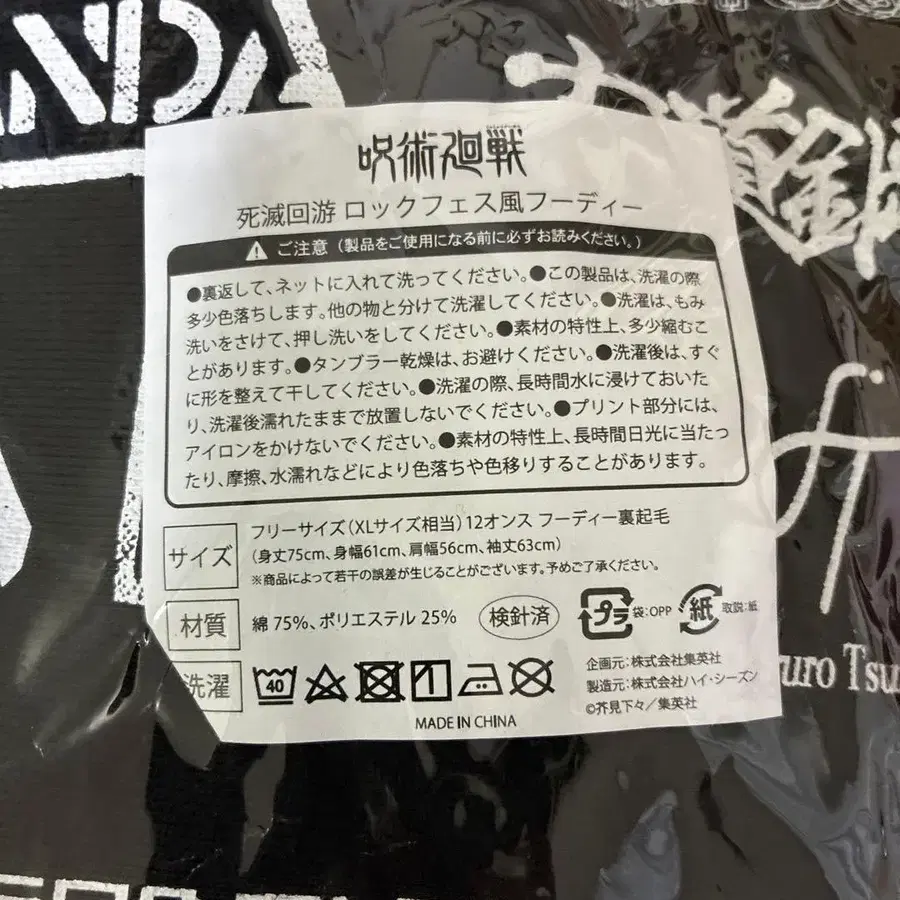 NDA
呪術廻戦
死滅回游 ロックフェス風フーディー
ご注意（製品をご使用になる前に必ずお読みください。）
●裏返して、ネットに入れて洗ってください。●この製品は、洗濯の際
多少色落ちします。他の物と分けて洗濯してください。●洗濯は、もみ
洗いをさけて、押し洗いをしてください。●素材の特性上、多少縮むこ
とがあります。●タンブラー乾燥は、お避けください。●洗濯後は、すぐ
に形を整えて干してください。●洗濯の際、長時間水に浸けておいた
り、洗濯後濡れたままで放置しないでください。●プリント部分には、
アイロンをかけないでください。●素材の特性上、長時間日光に当たっ
たり、摩擦、水濡れなどにより色落ちや色移りすることがあります。
サイズ
フリーサイズ（XLサイズ相当）12オンス フーディー裏起毛
（身丈75cm、身幅61cm、肩幅56cm、袖丈63cm）
※商品によって若干の誤差が生じることがございます。予めご了承ください。
材質
綿 75%、ポリエステル 25%
検針済
プラ
袋：OPP
紙
取説：紙
洗濯
40
企画元：株式会社集英社
製造元：株式会社ハイ・シーズン
©芥見下々／集英社
MADE IN CHINA
uro Tsu